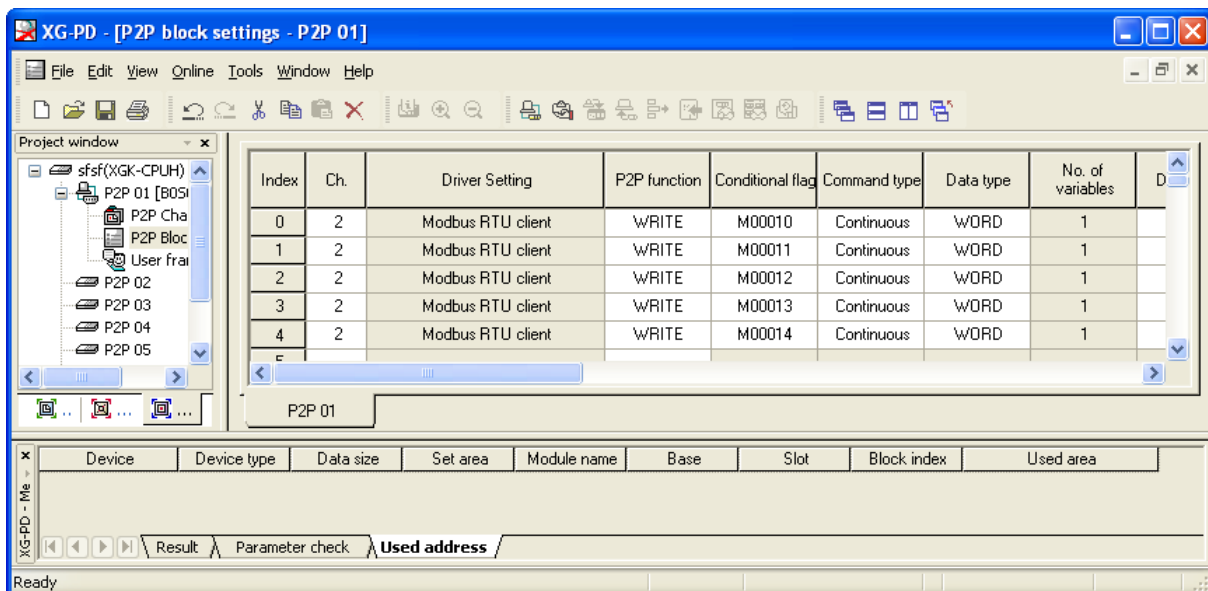 XG-PD - [P2P block settings - P2P 01]
File Edit View Online Tools Window Help
Project window
sfsf(XGK-CPUH)
P2P 01 [B0S
P2P Cha
P2P Bloc
User frai
P2P 02
P2P 03
P2P 04
P2P 05
.. ... ...
Index Ch. Driver Setting P2P function Conditional flag Command type Data type No. of variables D
0 2 Modbus RTU client WRITE M00010 Continuous WORD 1
1 2 Modbus RTU client WRITE M00011 Continuous WORD 1
2 2 Modbus RTU client WRITE M00012 Continuous WORD 1
3 2 Modbus RTU client WRITE M00013 Continuous WORD 1
4 2 Modbus RTU client WRITE M00014 Continuous WORD 1
P2P 01
XG-PD - Me
Device Device type Data size Set area Module name Base Slot Block index Used area
Result Parameter check Used address
Ready